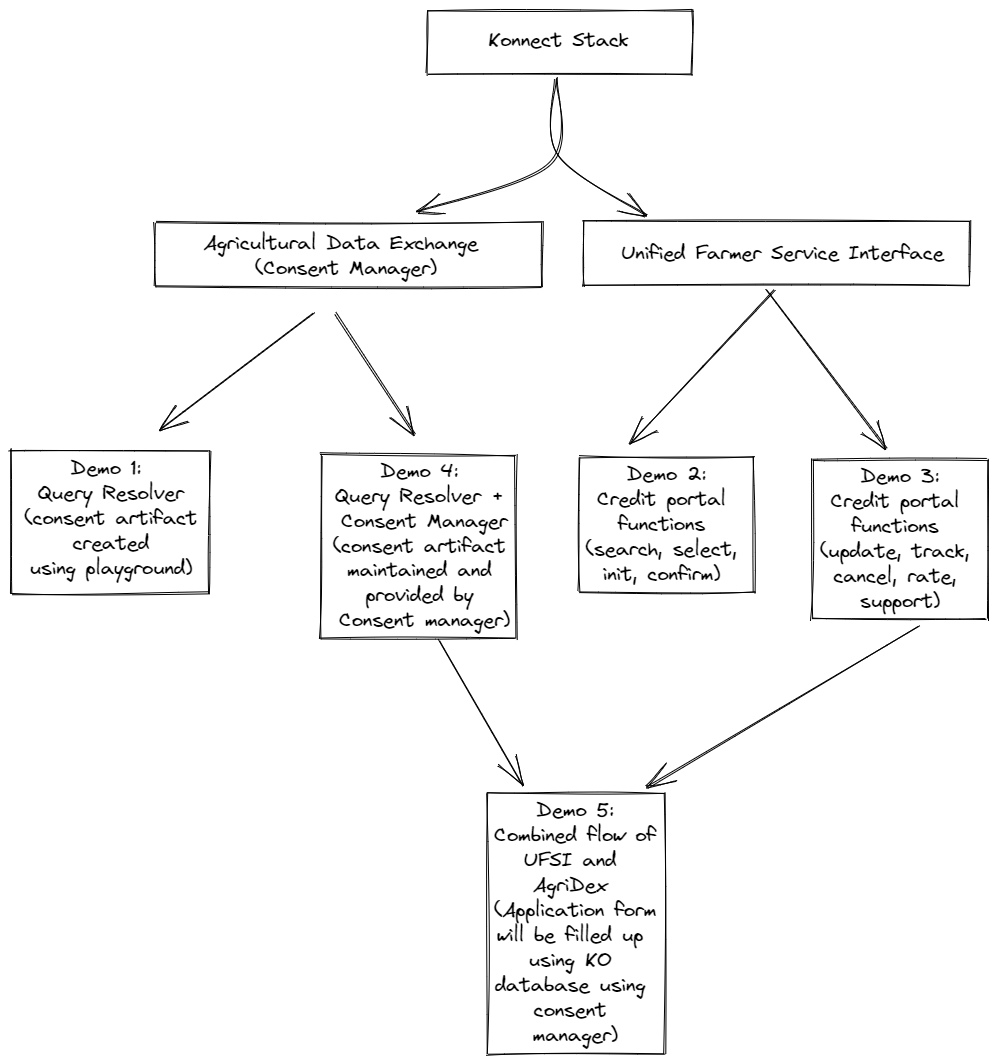 Konnect Stack
Agricultural Data Exchange
(Consent Manager)
Unified Farmer Service Interface
Demo 1:
Query Resolver
(consent artifact
created
using playground)
Demo 4:
Query Resolver +
Consent Manager
(consent artifact
maintained and
provided by
Consent manager)
Demo 2:
Credit portal
functions
(search, select,
init, confirm)
Demo 3:
Credit portal
functions
(update, track,
cancel, rate,
support)
Demo 5:
Combined flow of
UFSI and
AgriDex
(Application form
will be filled up
using KO
database using
consent
manager)